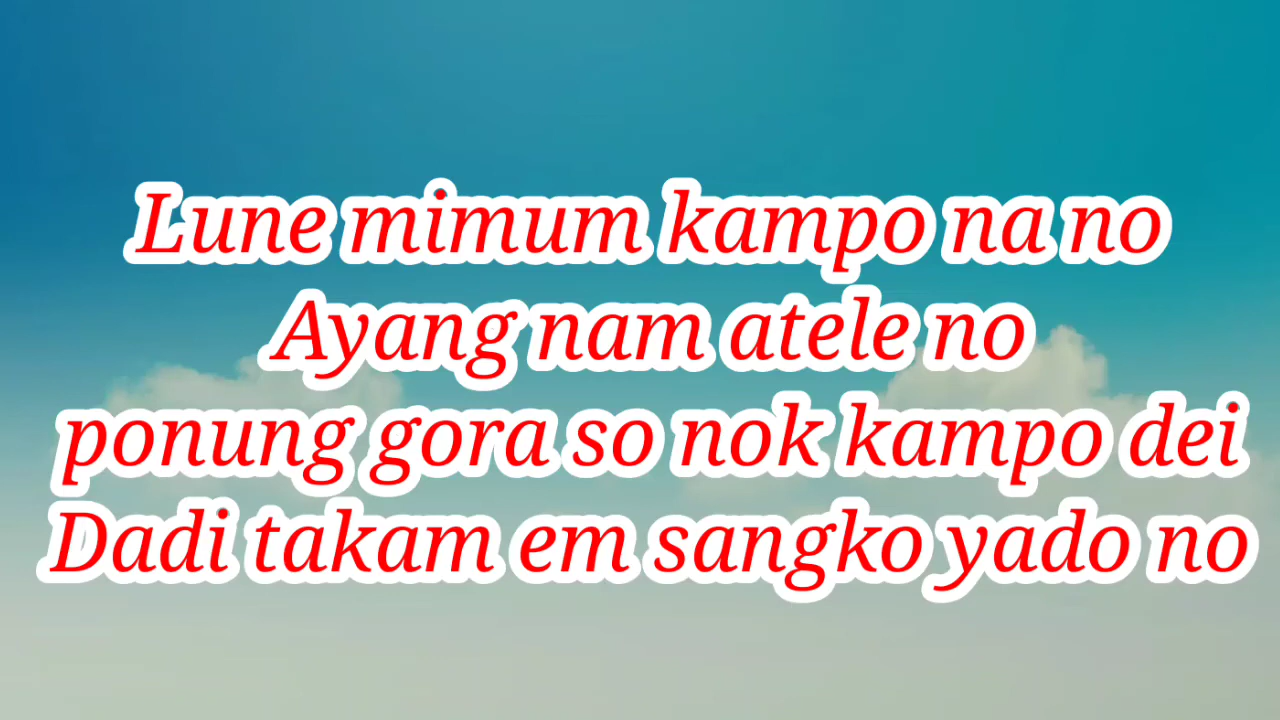 Lune mimum kampo na no
Ayang nam atele no
ponung gora so nok kampo dei
Dadi takam em sangko yado no